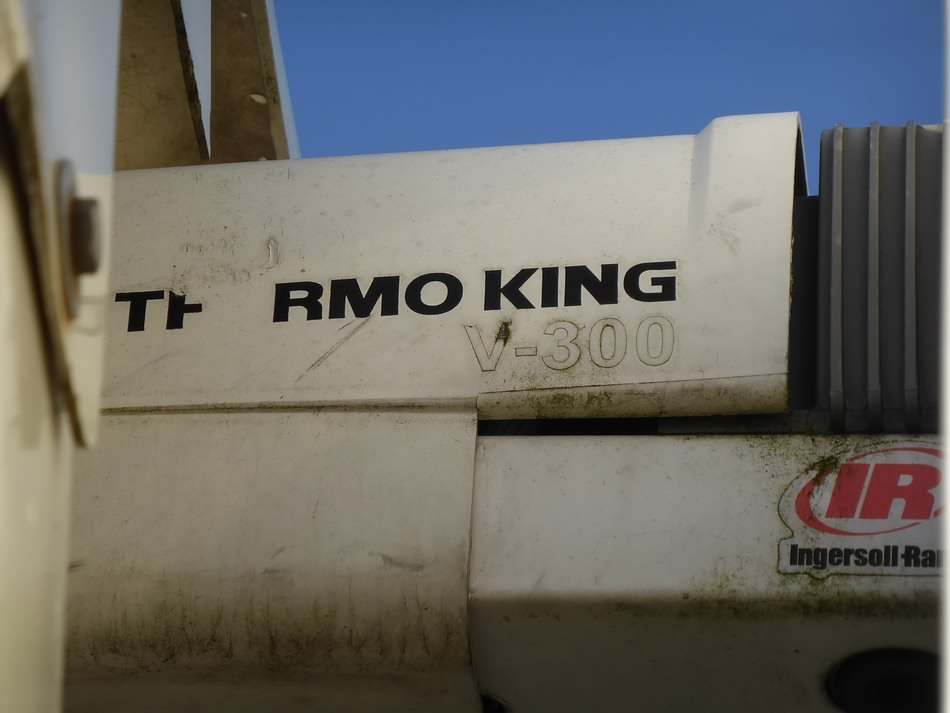 TH RMO KING
V-300
IR
Ingersoll-Ra